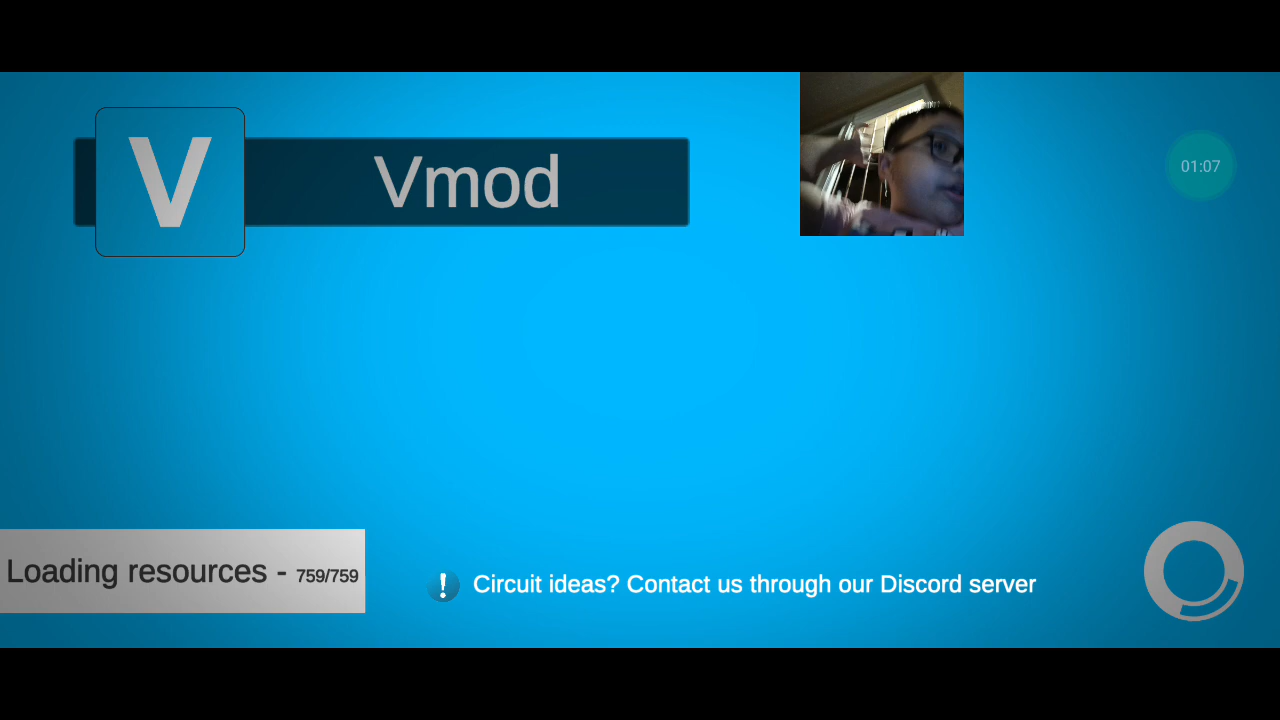 V
Vmod
01:07
Loading resources - 759/759
! Circuit ideas? Contact us through our Discord server